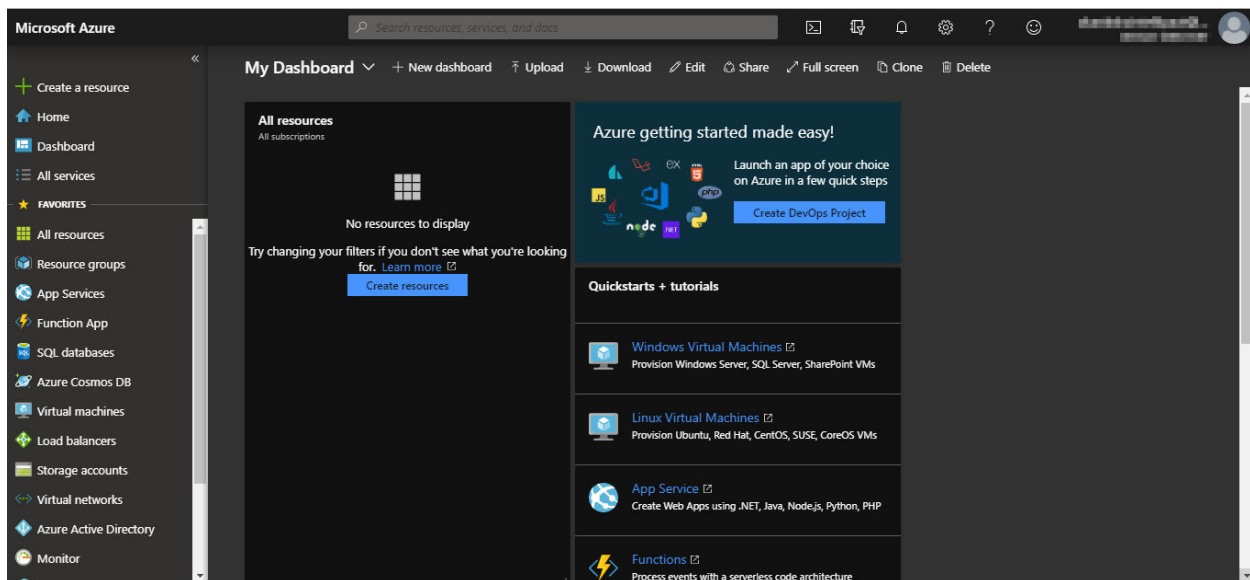 Microsoft Azure
Search resources, services, and docs
Create a resource
Home
Dashboard
All services
FAVORITES
All resources
Resource groups
App Services
Function App
SQL databases
Azure Cosmos DB
Virtual machines
Load balancers
Storage accounts
Virtual networks
Azure Active Directory
Monitor
My Dashboard
New dashboard
Upload
Download
Edit
Share
Full screen
Clone
Delete
All resources
All subscriptions
No resources to display
Try changing your filters if you don't see what you're looking
for. Learn more
Create resources
Azure getting started made easy!
Launch an app of your choice
on Azure in a few quick steps
Create DevOps Project
EX
JS
php
node
.NET
Quickstarts + tutorials
Windows Virtual Machines
Provision Windows Server, SQL Server, SharePoint VMs
Linux Virtual Machines
Provision Ubuntu, Red Hat, CentOS, SUSE, CoreOS VMs
App Service
Create Web Apps using .NET, Java, Node.js, Python, PHP
Functions
Process events with a serverless code architecture